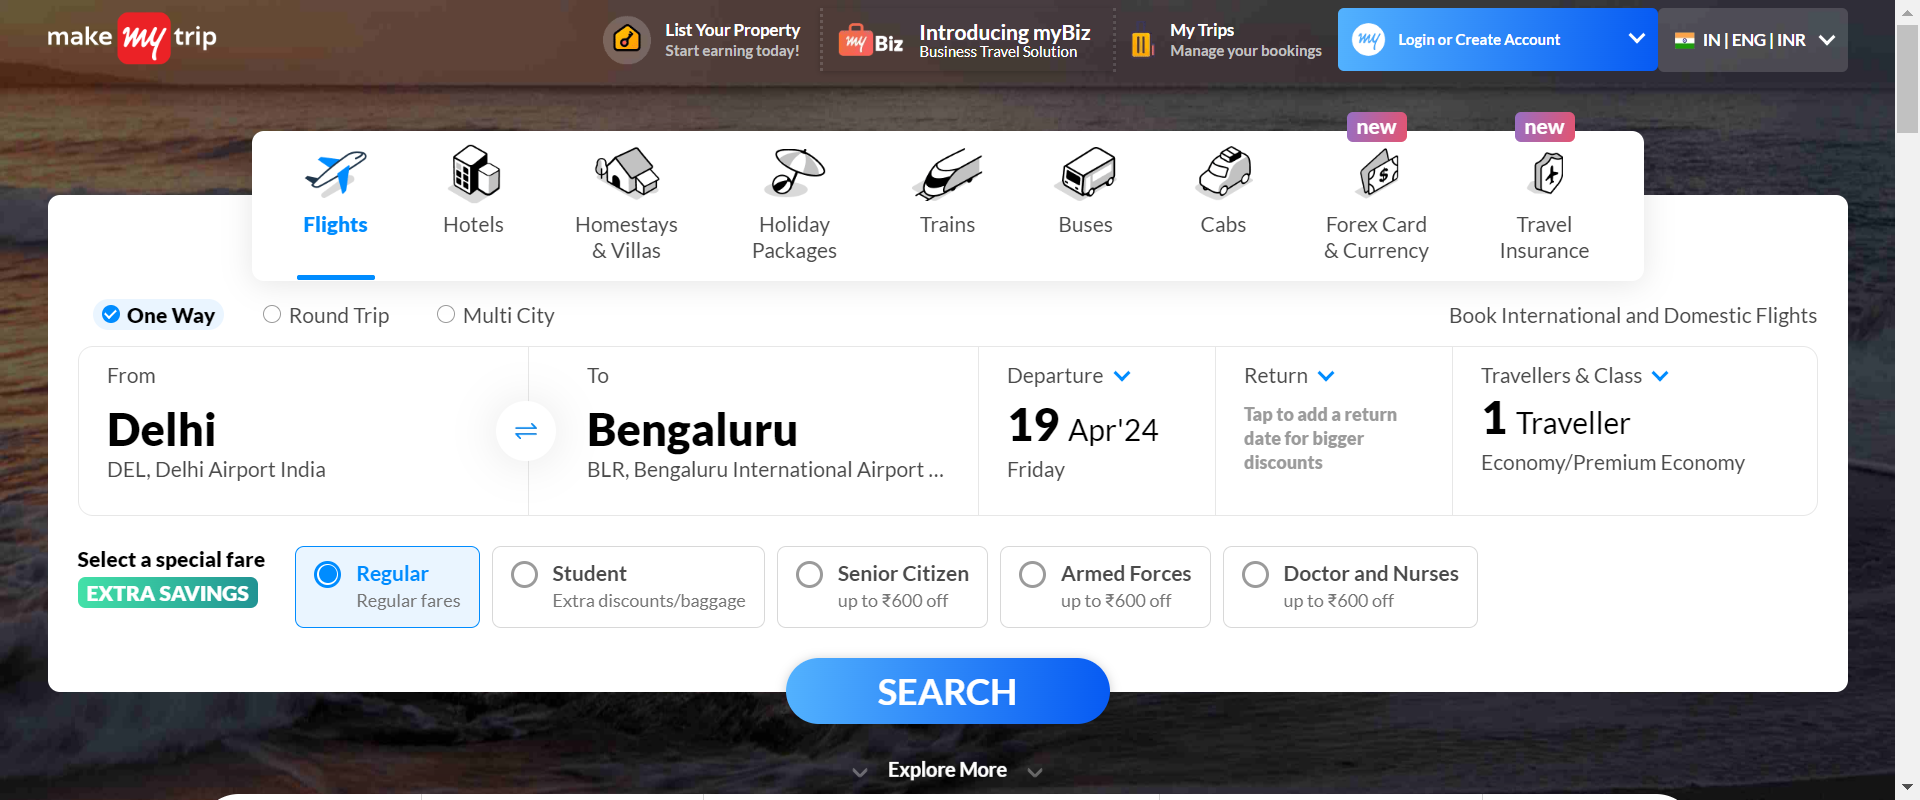 make my trip
List Your Property
Start earning today!
my Biz
Introducing myBiz
Business Travel Solution
My Trips
Manage your bookings
my Login or Create Account
IN | ENG | INR
new
new
Flights
Hotels
Homestays
& Villas
Holiday
Packages
Trains
Buses
Cabs
Forex Card
& Currency
Travel
Insurance
One Way
Round Trip
Multi City
Book International and Domestic Flights
From
Delhi
DEL, Delhi Airport India
To
Bengaluru
BLR, Bengaluru International Airport ...
Departure
19 Apr'24
Friday
Return
Tap to add a return
date for bigger
discounts
Travellers & Class
1 Traveller
Economy/Premium Economy
Select a special fare
EXTRA SAVINGS
Regular
Regular fares
Student
Extra discounts/baggage
Senior Citizen
up to ₹600 off
Armed Forces
up to ₹600 off
Doctor and Nurses
up to ₹600 off
SEARCH
Explore More